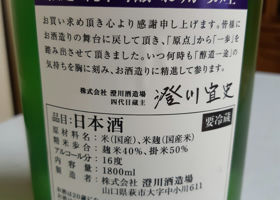 お買い求め頂き心より感謝申し上げます。皆様に
お酒造りの舞台に戻して頂き、「原点」から「一歩」を
踏み出させて頂きました。いつ何時も「醸造一途」の
気持ちを胸に刻み、お酒造りに精進して参ります。
株式会社 澄川酒造場
四代目蔵主 澄川宜史
品目:日本酒 要冷蔵
原材料名:米(国産)、米麹(国産米)
精米歩合:麹米40%、掛米50%
アルコール分:16度
内容量:1800ml
製造者:株式会社 澄川酒造場
山口県萩市大字中小川611